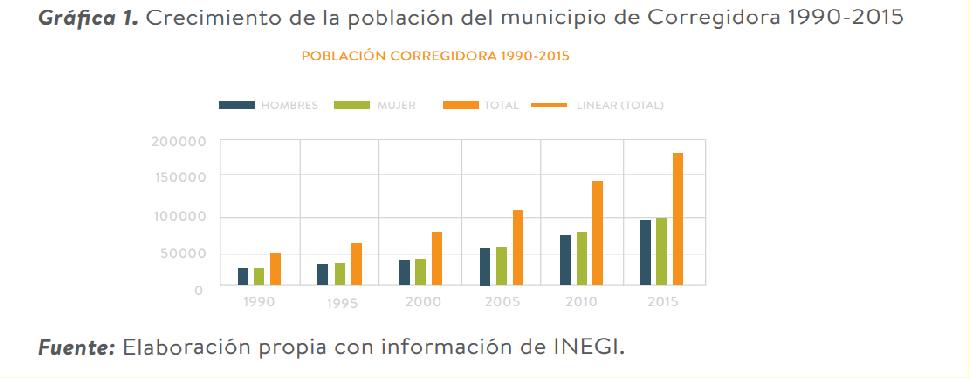 Gráfica 1. Crecimiento de la población del municipio de Corregidora 1990-2015
POBLACIÓN CORREGIDORA 1990-2015
HOMBRES MUJER TOTAL LINEAR (TOTAL)
200000
150000
100000
50000
0
1990 1995 2000 2005 2010 2015
Fuente: Elaboración propia con información de INEGI.